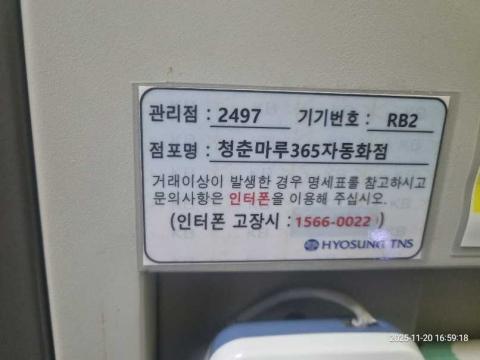 관리점 : 2497 기기번호 : RB2
점포명 : 청춘마루365자동화점
거래이상이 발생한 경우 명세표를 참고하시고
문의사항은 인터폰을 이용해 주십시오.
(인터폰 고장시 : 1566-0022 )
HYOSUNG TNS
2025-11-20 16:59:18